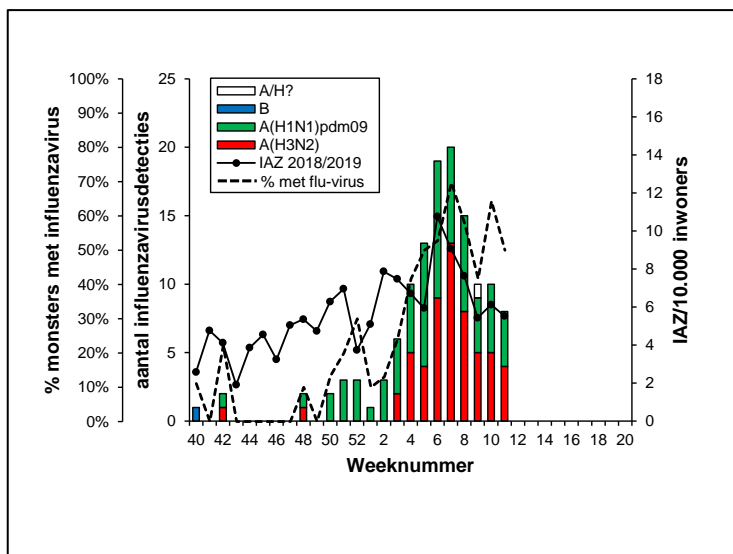 % monsters met influenzavirus
100%
90%
80%
70%
60%
50%
40%
30%
20%
10%
0%
aantal influenzavirusdetecties
25
20
15
10
5
0
A/H?
B
A(H1N1)pdm09
A(H3N2)
IAZ 2018/2019
% met flu-virus
18
16
14
12
10
8
6
4
2
0
IAZ/10.000 inwoners
40 42 44 46 48 50 52 2 4 6 8 10 12 14 16 18 20
Weeknummer